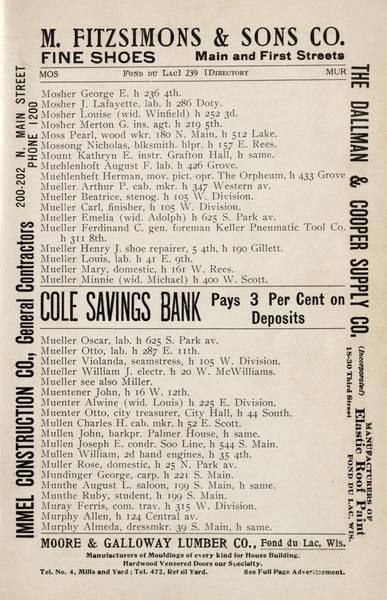 M. FITZSIMONS & SONS CO.
FINE SHOES Main and First Streets
MOS FOND DU LAC] 239 [DIRECTORY MUR
Mosher George E. h 236 4th.
Mosher J. Lafayette, lab. h 286 Doty.
Mosher Louise (wid. Winfield) h 252 3d.
Mosher Merton G. ins. agt. h 219 5th.
Moss Pearl, wood wkr. 180 N. Main, h 512 Lake.
Mossong Nicholas, blksmith. hlpr. h 157 E. Rees.
Mount Kathryn E. instr. Grafton Hall, h same.
Muehlenhoft August F. lab. h 426 Grove.
Muehlenhoft Herman, mov. pict.-opr. The Orpheum, h 433 Grove
Mueller Arthur P. cab. mkr. h 347 Western av.
Mueller Beatrice, stenog. h 105 W. Division.
Mueller Carl, finisher, h 105 W. Division.
Mueller Emelia (wid. Adolph) h 625 S. Park av.
Mueller Ferdinand C. gen. foreman Keller Pneumatic Tool Co.
h 311 8th.
Mueller Henry J. shoe repairer, 5 4th, h 190 Gillett.
Mueller Louis, lab. h 41 E. 9th.
Mueller Mary, domestic, h 161 W. Rees.
Mueller Minnie (wid. Michael) h 400 W. Scott.
COLE SAVINGS BANK Pays 3 Per Cent on
Deposits
Mueller Oscar, lab. h 625 S. Park av.
Mueller Otto, lab. h 287 E. 11th.
Mueller Violanda, seamstress, h 105 W. Division.
Mueller William J. electr. h 20 W. McWilliams.
Mueller see also Miller.
Muentener John, h 16 W. 12th.
Muenter Alwine (wid. Louis) h 225 E. Division.
Muenter Otto, city treasurer, City Hall, h 44 South.
Mullen Charles H. cab. mkr. h 52 E. Scott.
Mullen John, barkpr. Palmer House, h same.
Mullen Joseph E. condr. Soo Line, h 544 S. Main.
Mullen William, 2d hand engines, h 35 4th.
Muller Rose, domestic, h 25 N. Park av.
Mundinger George, carp. h 221 S. Main.
Munthe August L. saloon, 199 S. Main, h same.
Munthe Ruby, student, h 199 S. Main.
Muray Ferris, com. trav. h 315 W. Division.
Murphy Allen, h 124 Central av.
Murphy Almeda, dressmkr. 39 S. Main, h same.
MOORE & GALLOWAY LUMBER CO., Fond du Lac, Wis.
Manufacturers of Mouldings of every kind for House Building.
Hardwood Veneered Doors our Specialty.
Tel. No. 4, Mills and Yard; Tel. 472, Retail Yard. See Full Page Advertisement.
IMMEL CONSTRUCTION CO., General Contractors
200-202 N. MAIN STREET
PHONE 1200
THE DALLMAN & COOPER SUPPLY CO.
(Incorporated)
18-30 Third Street
MANUFACTURERS OF
Elastic Roof Paint
FOND DU LAC, WIS.